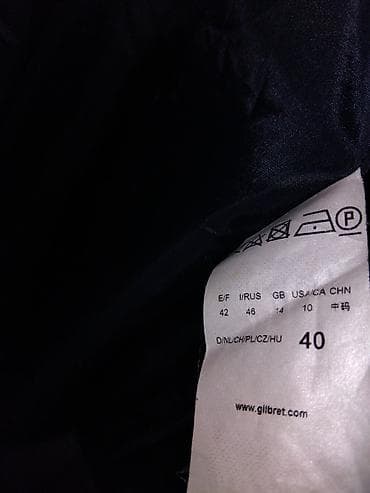 P
E/F I/RUS GB USA/CA CHN
42 46 14 10 中码
D/NL/CH/PL/CZ/HU 40
www.gilbret.com